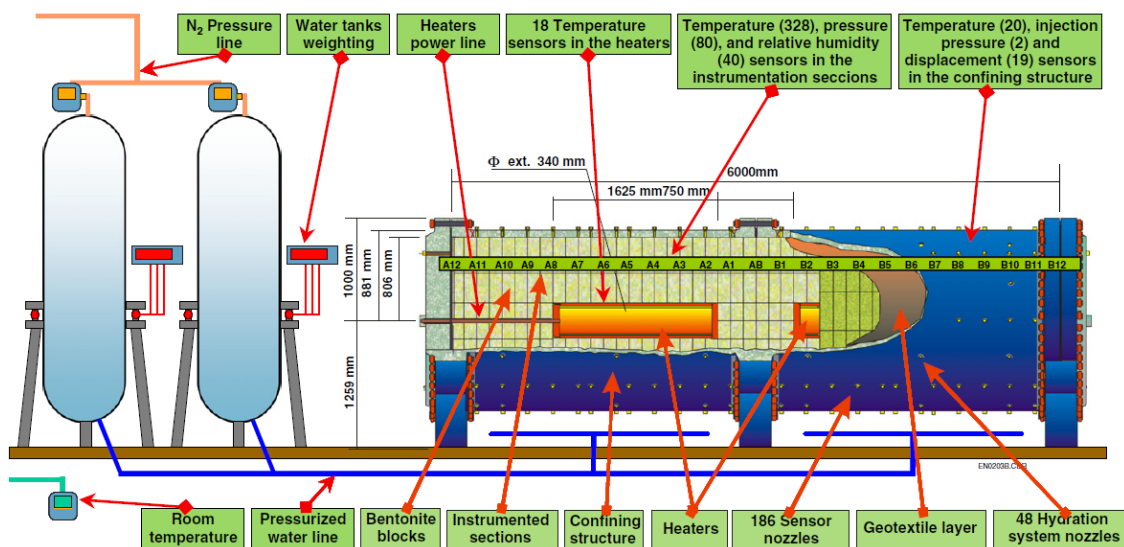 N2 Pressure
line
Water tanks
weighting
Heaters
power line
18 Temperature
sensors in the heaters
Temperature (328), pressure
(80), and relative humidity
(40) sensors in the
instrumentation seccions
Temperature (20), injection
pressure (2) and
displacement (19) sensors
in the confining structure
Φ ext. 340 mm
6000mm
1625 mm750 mm
1000 mm
881 mm
806 mm
1259 mm
A12 A11 A10 A9 A8 A7 A6 A5 A4 A3 A2 A1 AB B1 B2 B3 B4 B5 B6 B7 B8 B9 B10 B11 B12
Room
temperature
Pressurized
water line
Bentonite
blocks
Instrumented
sections
Confining
structure
Heaters
186 Sensor
nozzles
Geotextile layer
48 Hydration
system nozzles